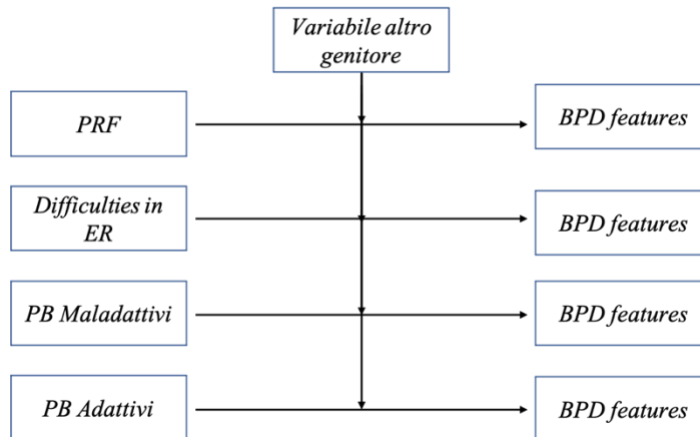 Variabile altro
genitore
PRF
BPD features
Difficulties in
ER
BPD features
PB Maladattivi
BPD features
PB Adattivi
BPD features